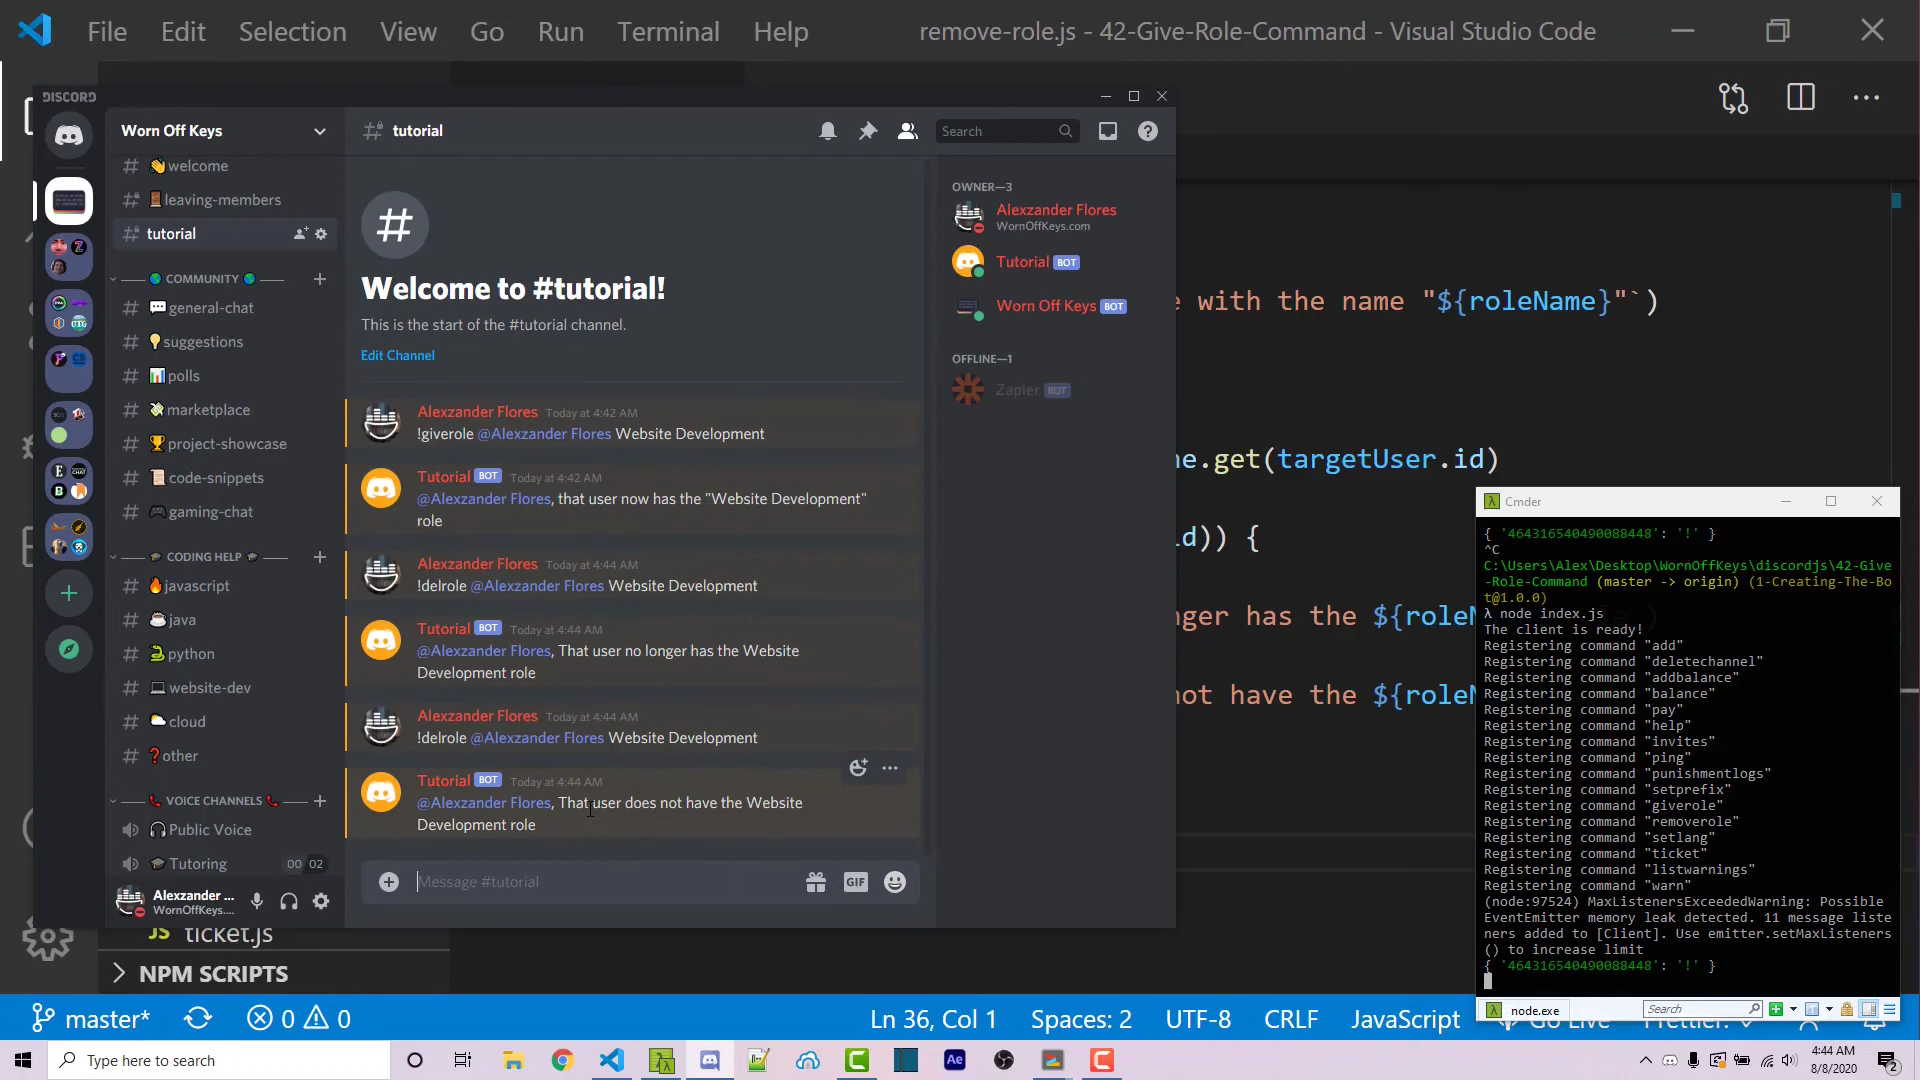 File Edit Selection View Go Run Terminal Help
remove-role.js - 42-Give-Role-Command - Visual Studio Code
DISCORD
Worn Off Keys
# 👋welcome
# 🚪leaving-members
# tutorial
🌎 COMMUNITY 🌎
# 💬general-chat
# 💡suggestions
# 📊polls
# 💸marketplace
# 🏆project-showcase
# 📜code-snippets
# 🎮gaming-chat
🎓 CODING HELP 🎓
# 🔥javascript
# ☕java
# 🐍python
# 💻website-dev
# 🌥cloud
# ❓other
📞 VOICE CHANNELS 📞
🎧Public Voice
🎓Tutoring 00 02
Alexzander ...
WornOffKeys....
# tutorial
Search
#
Welcome to #tutorial!
This is the start of the #tutorial channel.
Edit Channel
Alexzander Flores Today at 4:42 AM
!giverole @Alexzander Flores Website Development
Tutorial BOT Today at 4:42 AM
@Alexzander Flores, that user now has the "Website Development"
role
Alexzander Flores Today at 4:44 AM
!delrole @Alexzander Flores Website Development
Tutorial BOT Today at 4:44 AM
@Alexzander Flores, That user no longer has the Website
Development role
Alexzander Flores Today at 4:44 AM
!delrole @Alexzander Flores Website Development
Tutorial BOT Today at 4:44 AM
@Alexzander Flores, That user does not have the Website
Development role
Message #tutorial
GIF
OWNER—3
Alexzander Flores
WornOffKeys.com
Tutorial BOT
Worn Off Keys BOT
OFFLINE—1
Zapier BOT
e with the name "${roleName}"`)
ne.get(targetUser.id)
id)) {
nger has the ${roleN
not have the ${roleN
Cmder
{ '464316540490088448': '!' }
^C
C:\Users\Alex\Desktop\WornOffKeys\discordjs\42-Give
-Role-Command (master -> origin) (1-Creating-The-Bo
t@1.0.0)
λ node index.js
The client is ready!
Registering command "add"
Registering command "deletechannel"
Registering command "addbalance"
Registering command "balance"
Registering command "pay"
Registering command "help"
Registering command "invites"
Registering command "ping"
Registering command "punishmentlogs"
Registering command "setprefix"
Registering command "giverole"
Registering command "removerole"
Registering command "setlang"
Registering command "ticket"
Registering command "listwarnings"
Registering command "warn"
(node:97524) MaxListenersExceededWarning: Possible
EventEmitter memory leak detected. 11 message liste
ners added to [Client]. Use emitter.setMaxListeners
() to increase limit
{ '464316540490088448': '!' }
node.exe
Search
JS ticket.js
NPM SCRIPTS
master* 0 0
Ln 36, Col 1 Spaces: 2 UTF-8 CRLF JavaScript Go Live Prettier:
Type here to search
4:44 AM
8/8/2020
2